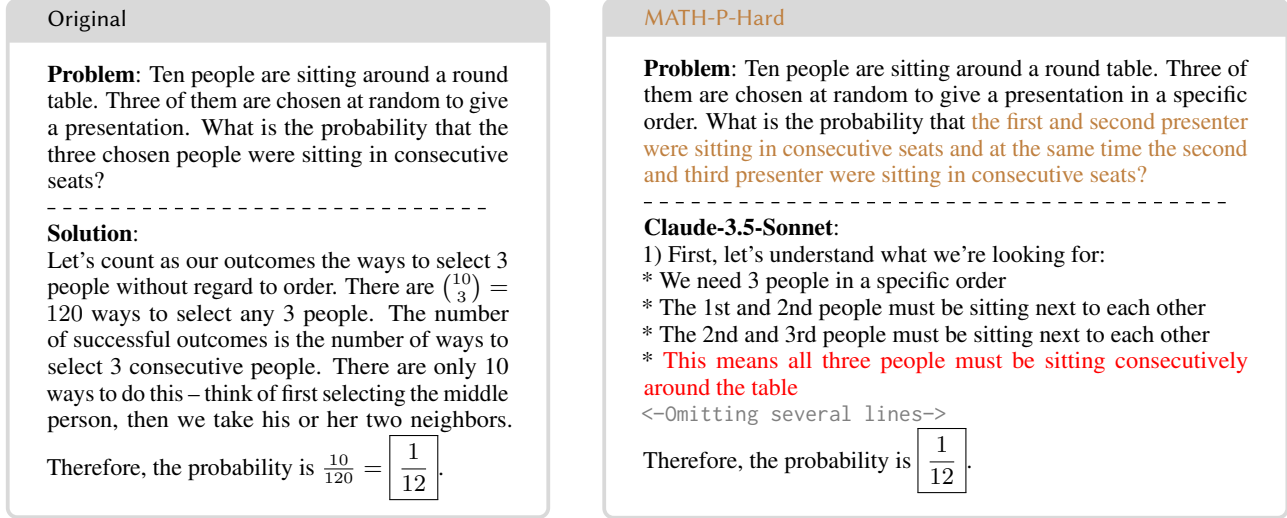 Original
Problem: Ten people are sitting around a round
table. Three of them are chosen at random to give
a presentation. What is the probability that the
three chosen people were sitting in consecutive
seats?
Solution:
Let's count as our outcomes the ways to select 3
people without regard to order. There are \(\binom{10}{3}\) =
120 ways to select any 3 people. The number
of successful outcomes is the number of ways to
select 3 consecutive people. There are only 10
ways to do this – think of first selecting the middle
person, then we take his or her two neighbors.
Therefore, the probability is \(\frac{10}{120}\) = \(\boxed{\frac{1}{12}}\).
MATH-P-Hard
Problem: Ten people are sitting around a round table. Three of
them are chosen at random to give a presentation in a specific
order. What is the probability that the first and second presenter
were sitting in consecutive seats and at the same time the second
and third presenter were sitting in consecutive seats?
Claude-3.5-Sonnet:
1) First, let's understand what we're looking for:
* We need 3 people in a specific order
* The 1st and 2nd people must be sitting next to each other
* The 2nd and 3rd people must be sitting next to each other
* This means all three people must be sitting consecutively
around the table
<-Omitting several lines->
Therefore, the probability is \(\boxed{\frac{1}{12}}\).